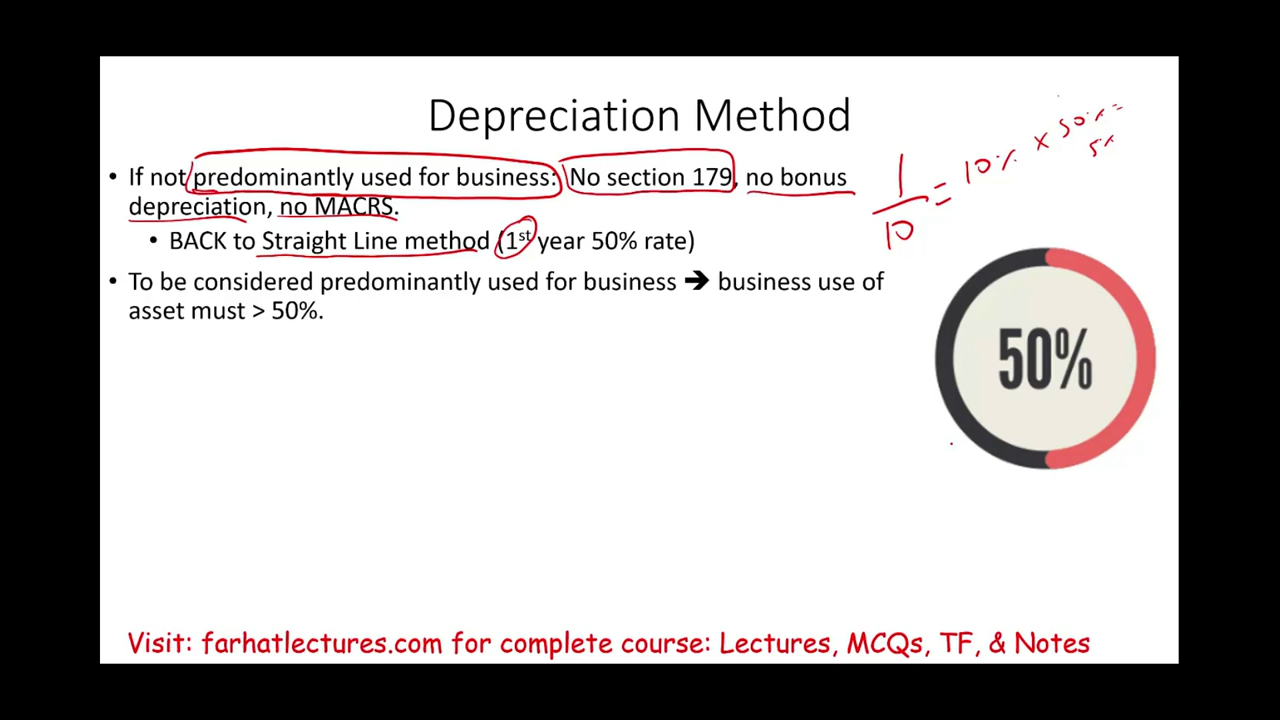 Depreciation Method
• If not predominantly used for business: No section 179, no bonus
depreciation, no MACRS.
• BACK to Straight Line method (1st year 50% rate)
• To be considered predominantly used for business ➔ business use of
asset must > 50%.
1
10
= 10% x 50% =
5%
50%
Visit: farhatlectures.com for complete course: Lectures, MCQs, TF, & Notes